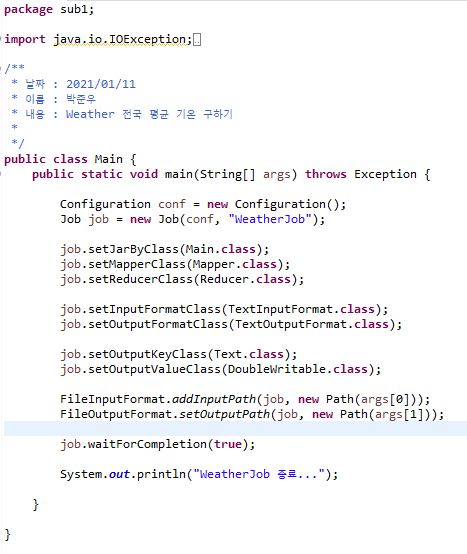 package sub1;
import java.io.IOException;
/**
 * 날짜 : 2021/01/11
 * 이름 : 박준우
 * 내용 : Weather 전국 평균 기온 구하기
 *
 */
public class Main {
    public static void main(String[] args) throws Exception {
        Configuration conf = new Configuration();
        Job job = new Job(conf, "WeatherJob");
        job.setJarByClass(Main.class);
        job.setMapperClass(Mapper.class);
        job.setReducerClass(Reducer.class);
        job.setInputFormatClass(TextInputFormat.class);
        job.setOutputFormatClass(TextOutputFormat.class);
        job.setOutputKeyClass(Text.class);
        job.setOutputValueClass(DoubleWritable.class);
        FileInputFormat.addInputPath(job, new Path(args[0]));
        FileOutputFormat.setOutputPath(job, new Path(args[1]));
        job.waitForCompletion(true);
        System.out.println("WeatherJob 종료...");
    }
}